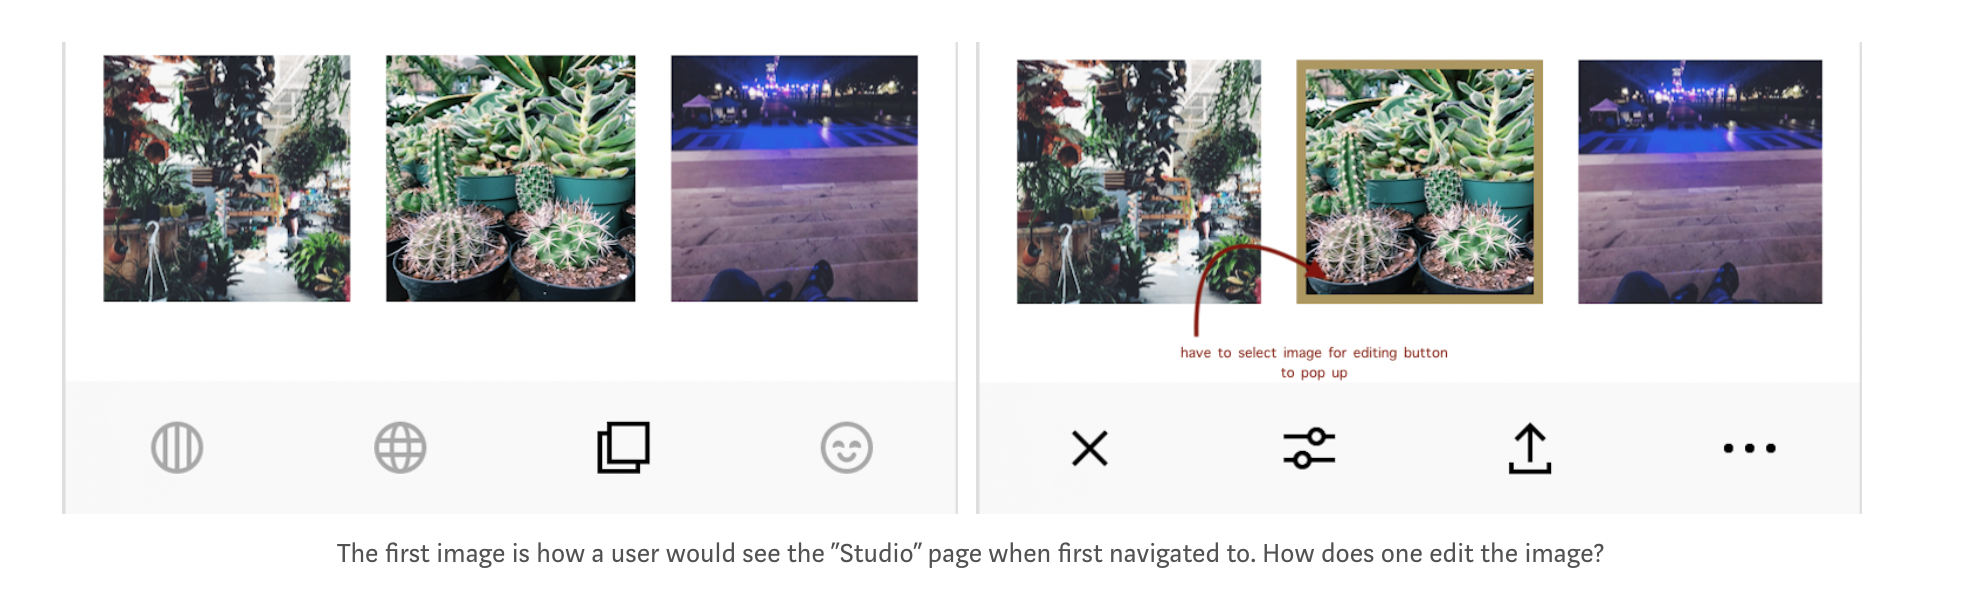 have to select image for editing button
to pop up
The first image is how a user would see the "Studio" page when first navigated to. How does one edit the image?